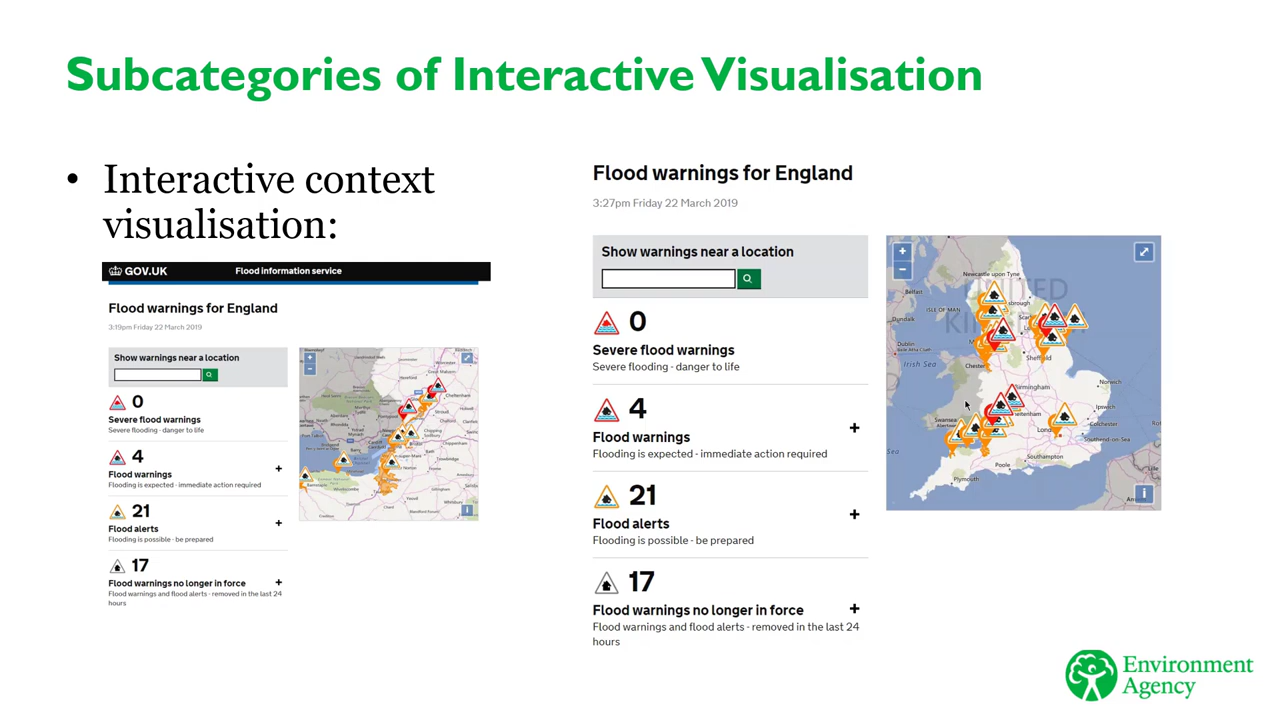 Subcategories of Interactive Visualisation
• Interactive context
visualisation:
GOV.UK Flood information service
Flood warnings for England
3:19pm Friday 22 March 2019
Show warnings near a location
0
Severe flood warnings
Severe flooding - danger to life
4
Flood warnings
+
Flooding is expected - immediate action required
21
Flood alerts
+
Flooding is possible - be prepared
17
Flood warnings no longer in force
+
Flood warnings and flood alerts - removed in the last 24
hours
Hereford
Cheltenham
Flood warnings for England
3:27pm Friday 22 March 2019
Show warnings near a location
0
Severe flood warnings
Severe flooding - danger to life
4
Flood warnings
+
Flooding is expected - immediate action required
21
Flood alerts
+
Flooding is possible - be prepared
17
Flood warnings no longer in force
+
Flood warnings and flood alerts - removed in the last 24
hours
+
−
Newcastle upon Tyne
Belfast
UNITED
ISLE OF MAN
Dundalk
Dublin
Irish Sea
Sheffield
Chester
Birmingham
Norwich
Ipswich
Swansea
Colchester
Southend-on-Sea
Southampton
Poole
Plymouth
i
Environment
Agency